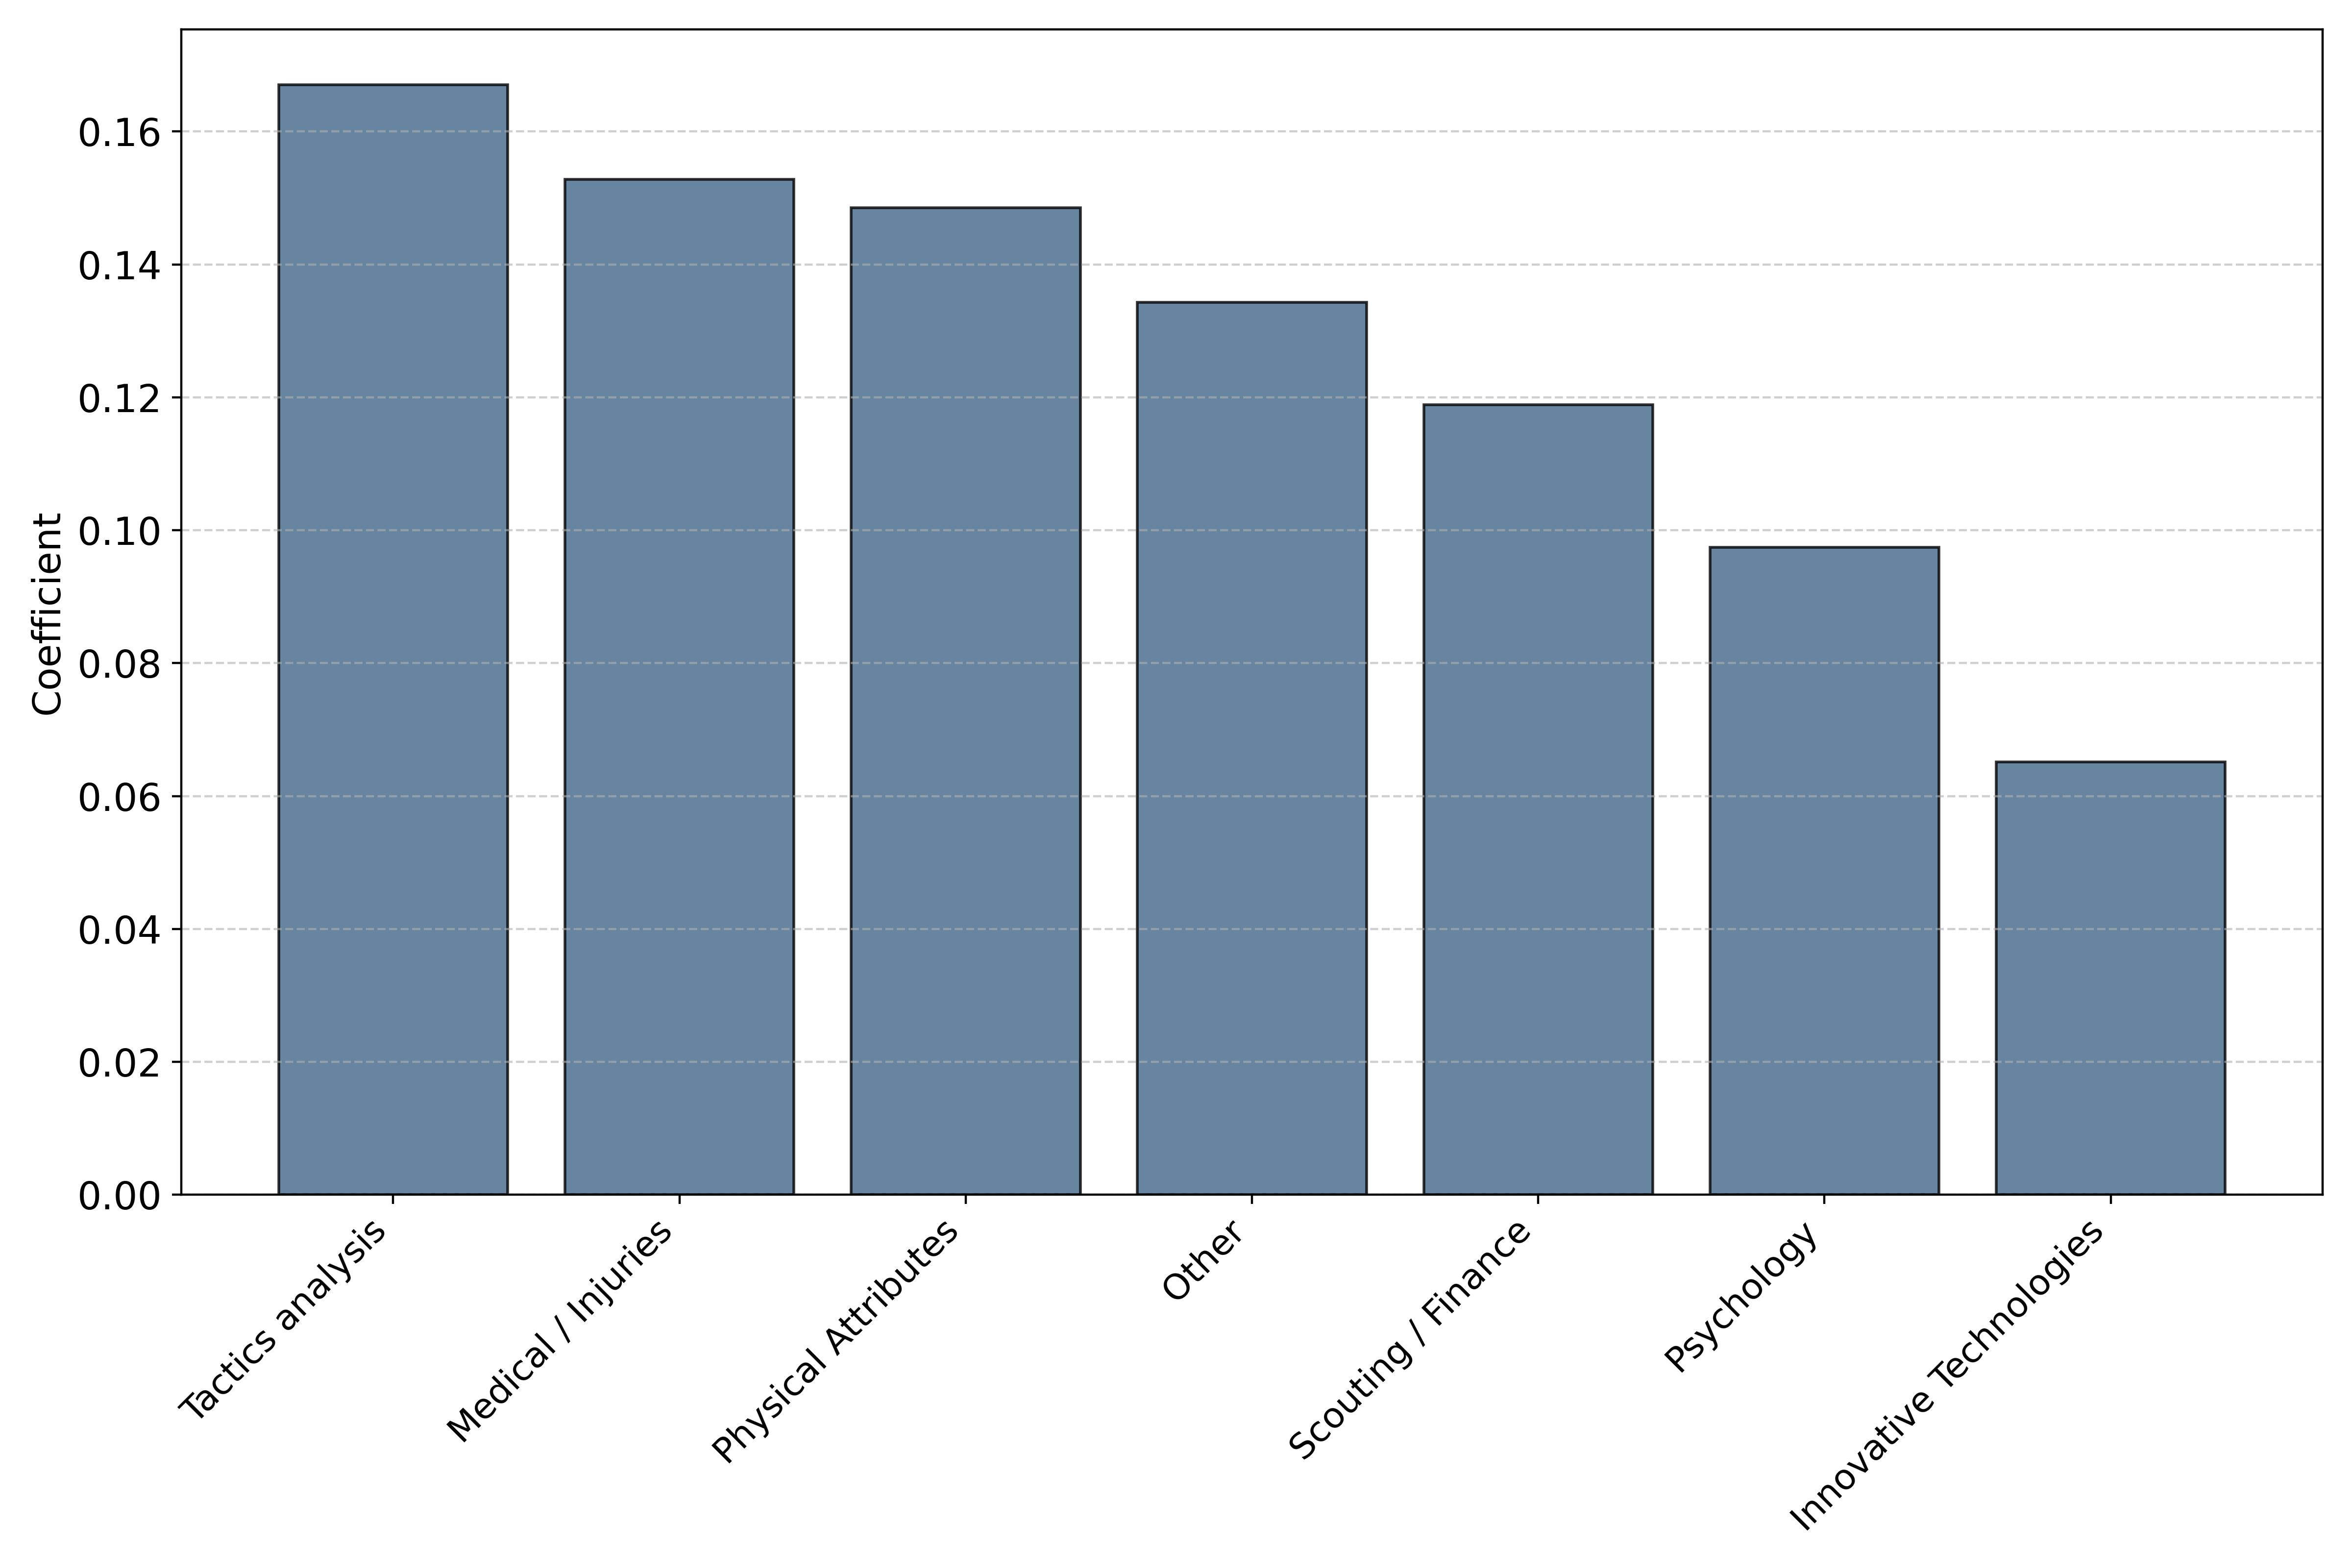 Coefficient
0.16
0.14
0.12
0.10
0.08
0.06
0.04
0.02
0.00
Tactics analysis
Medical / Injuries
Physical Attributes
Other
Scouting / Finance
Psychology
Innovative Technologies